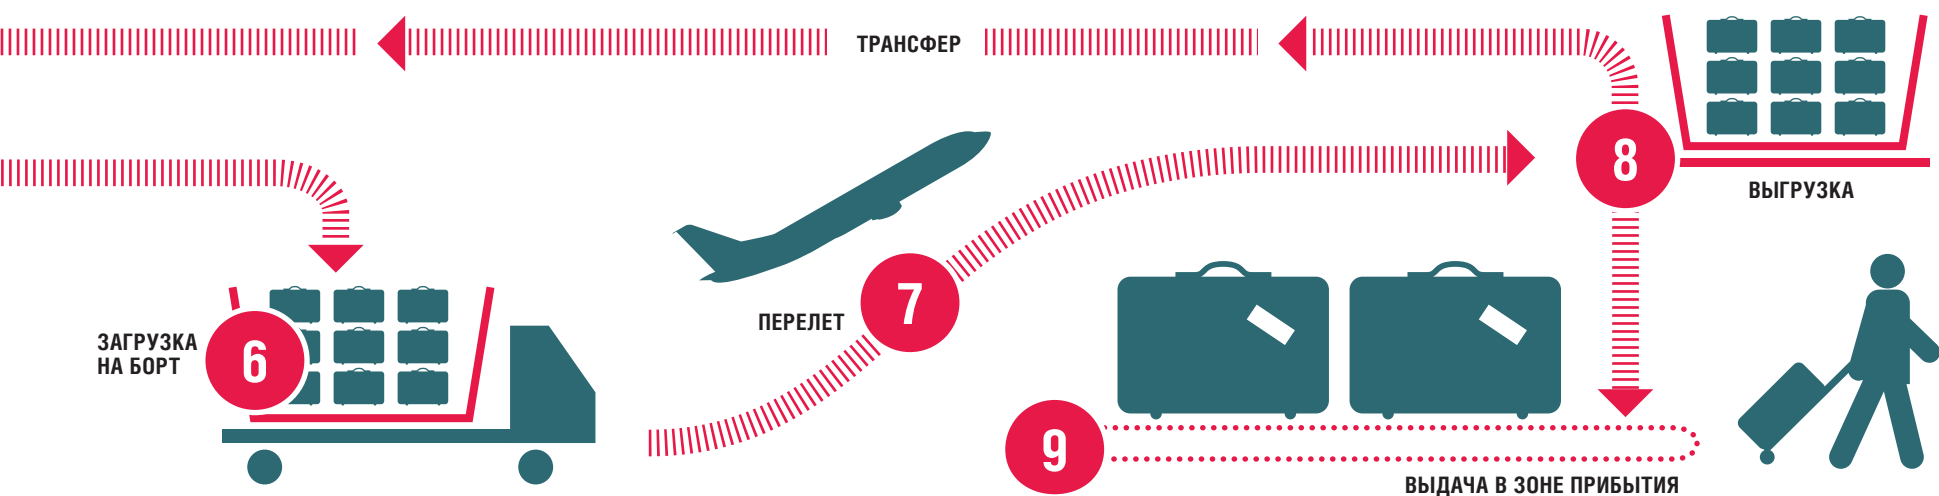 ТРАНСФЕР
8
ВЫГРУЗКА
6
ЗАГРУЗКА
НА БОРТ
7
ПЕРЕЛЕТ
9
ВЫДАЧА В ЗОНЕ ПРИБЫТИЯ